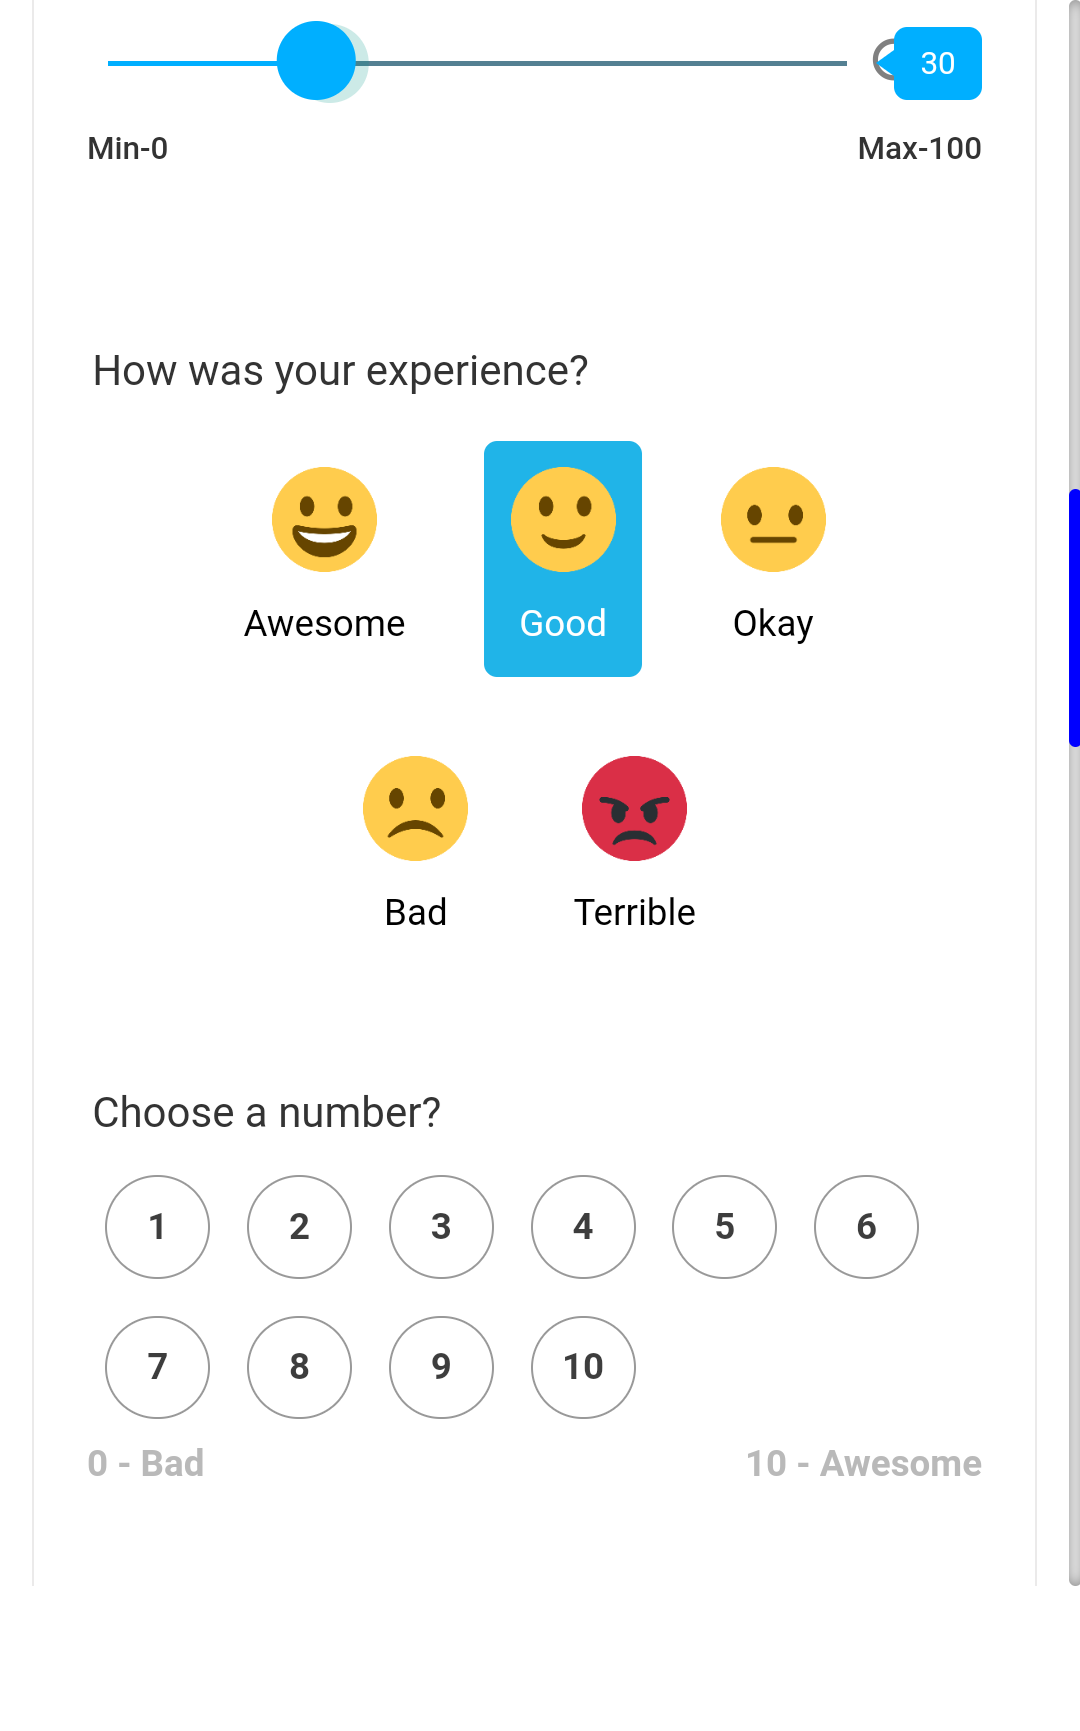 30
Min-0 Max-100
How was your experience?
Awesome Good Okay
Bad Terrible
Choose a number?
1 2 3 4 5 6
7 8 9 10
0 - Bad 10 - Awesome